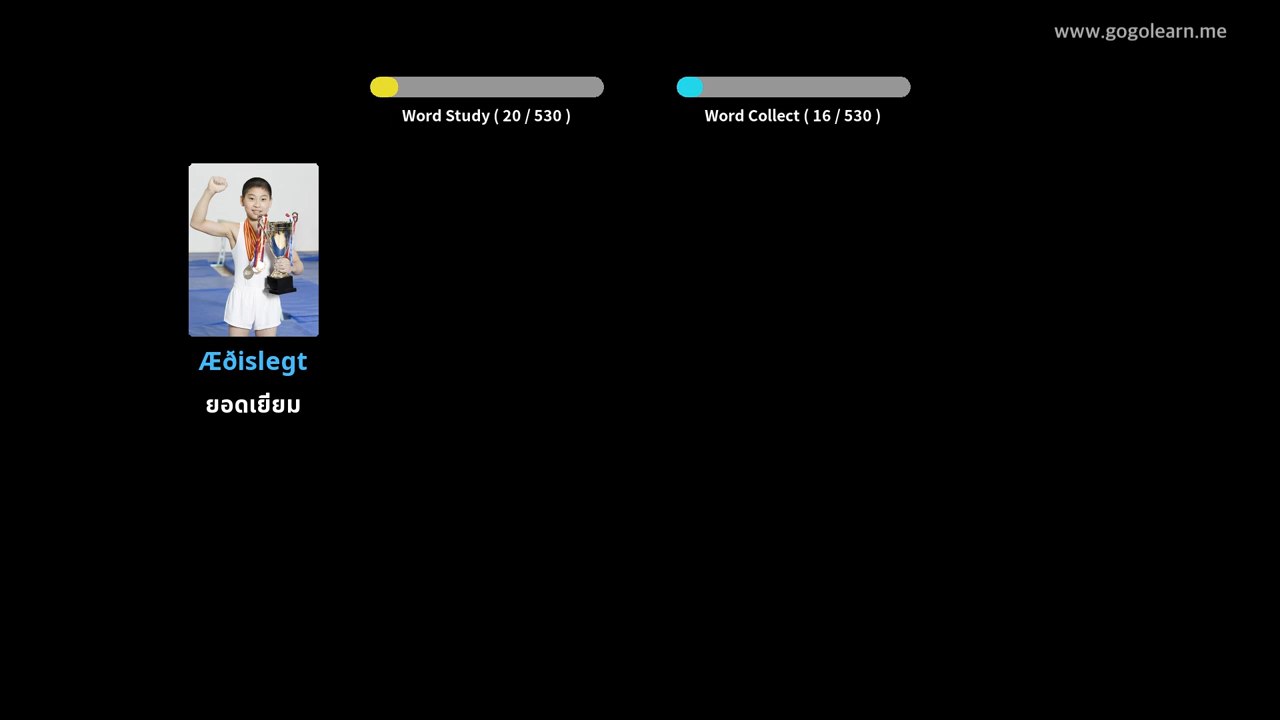 www.gogolearn.me
Word Study ( 20 / 530 )
Word Collect ( 16 / 530 )
Æðislegt
ยอดเยี่ยม